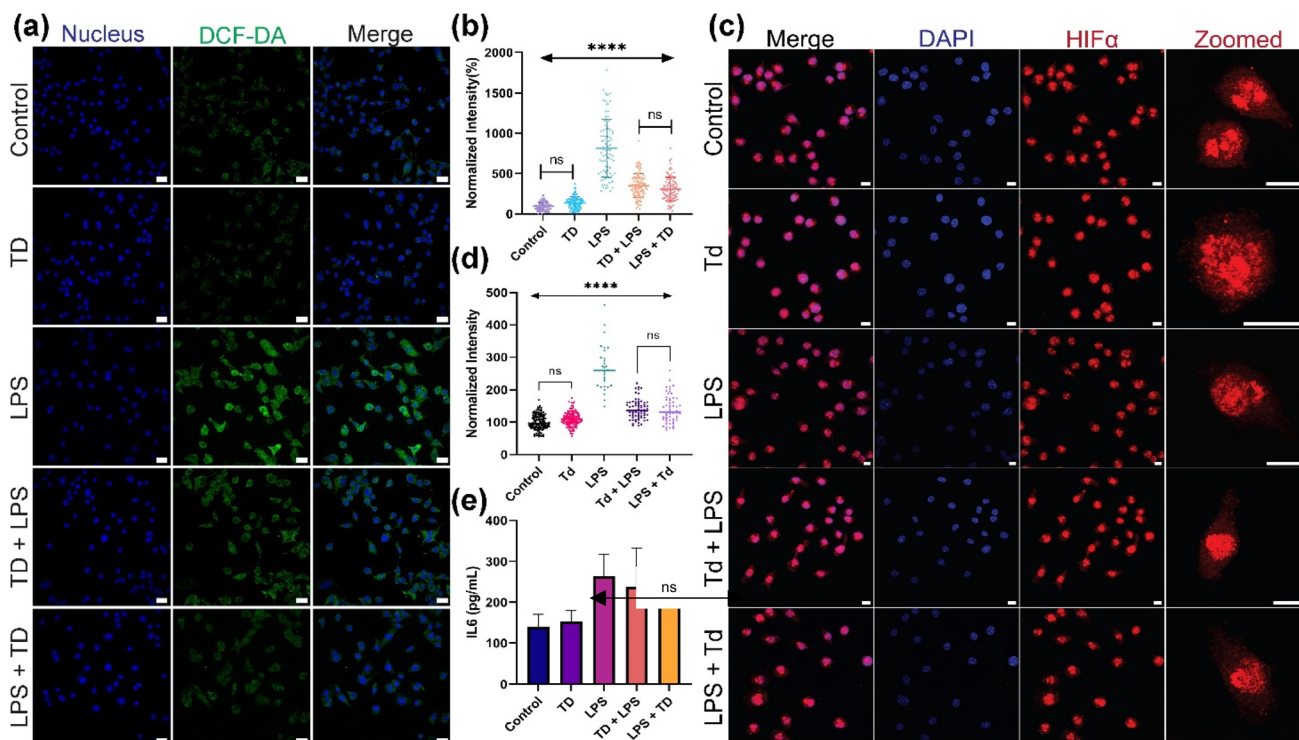 (a)
Nucleus
DCF-DA
Merge
Control
TD
LPS
TD + LPS
LPS + TD
(b)
Normalized Intensity(%)
2000
1500
1000
500
0
****
ns
ns
Control
TD
LPS
TD + LPS
LPS + TD
(d)
Normalized Intensity
500
400
300
200
100
0
****
ns
ns
Control
Td
LPS
Td + LPS
LPS + Td
(e)
IL6 (pg/mL)
400
300
200
100
0
ns
Control
TD
LPS
TD + LPS
LPS + TD
(c)
Merge
DAPI
HIFα
Zoomed
Control
Td
LPS
Td + LPS
LPS + Td